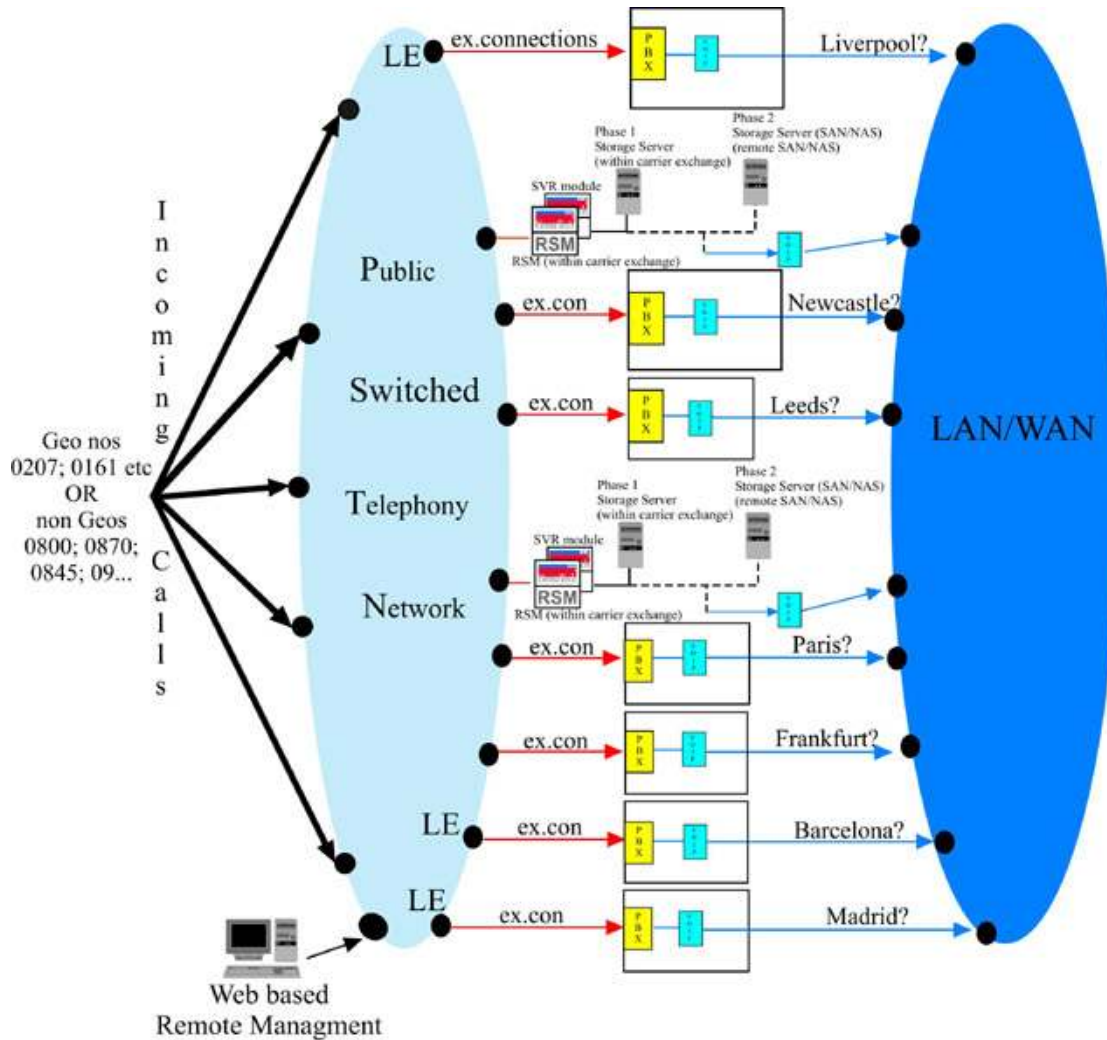 LE
ex.connections
P
B
X
Liverpool?
Phase 1
Storage Server
(within carrier exchange)
Phase 2
Storage Server (SAN/NAS)
(remote SAN/NAS)
SVR module
RSM
RSM (within carrier exchange)
Public
ex.con
P
B
X
Newcastle?
Switched
ex.con
P
B
X
Leeds?
LAN/WAN
Incoming
Calls
Geo nos
0207; 0161 etc
OR
non Geos
0800; 0870;
0845; 09...
Telephony
Phase 1
Storage Server
(within carrier exchange)
Phase 2
Storage Server (SAN/NAS)
(remote SAN/NAS)
SVR module
RSM
RSM (within carrier exchange)
Network
ex.con
P
B
X
Paris?
ex.con
P
B
X
Frankfurt?
LE
ex.con
P
B
X
Barcelona?
LE
ex.con
P
B
X
Madrid?
Web based
Remote Managment